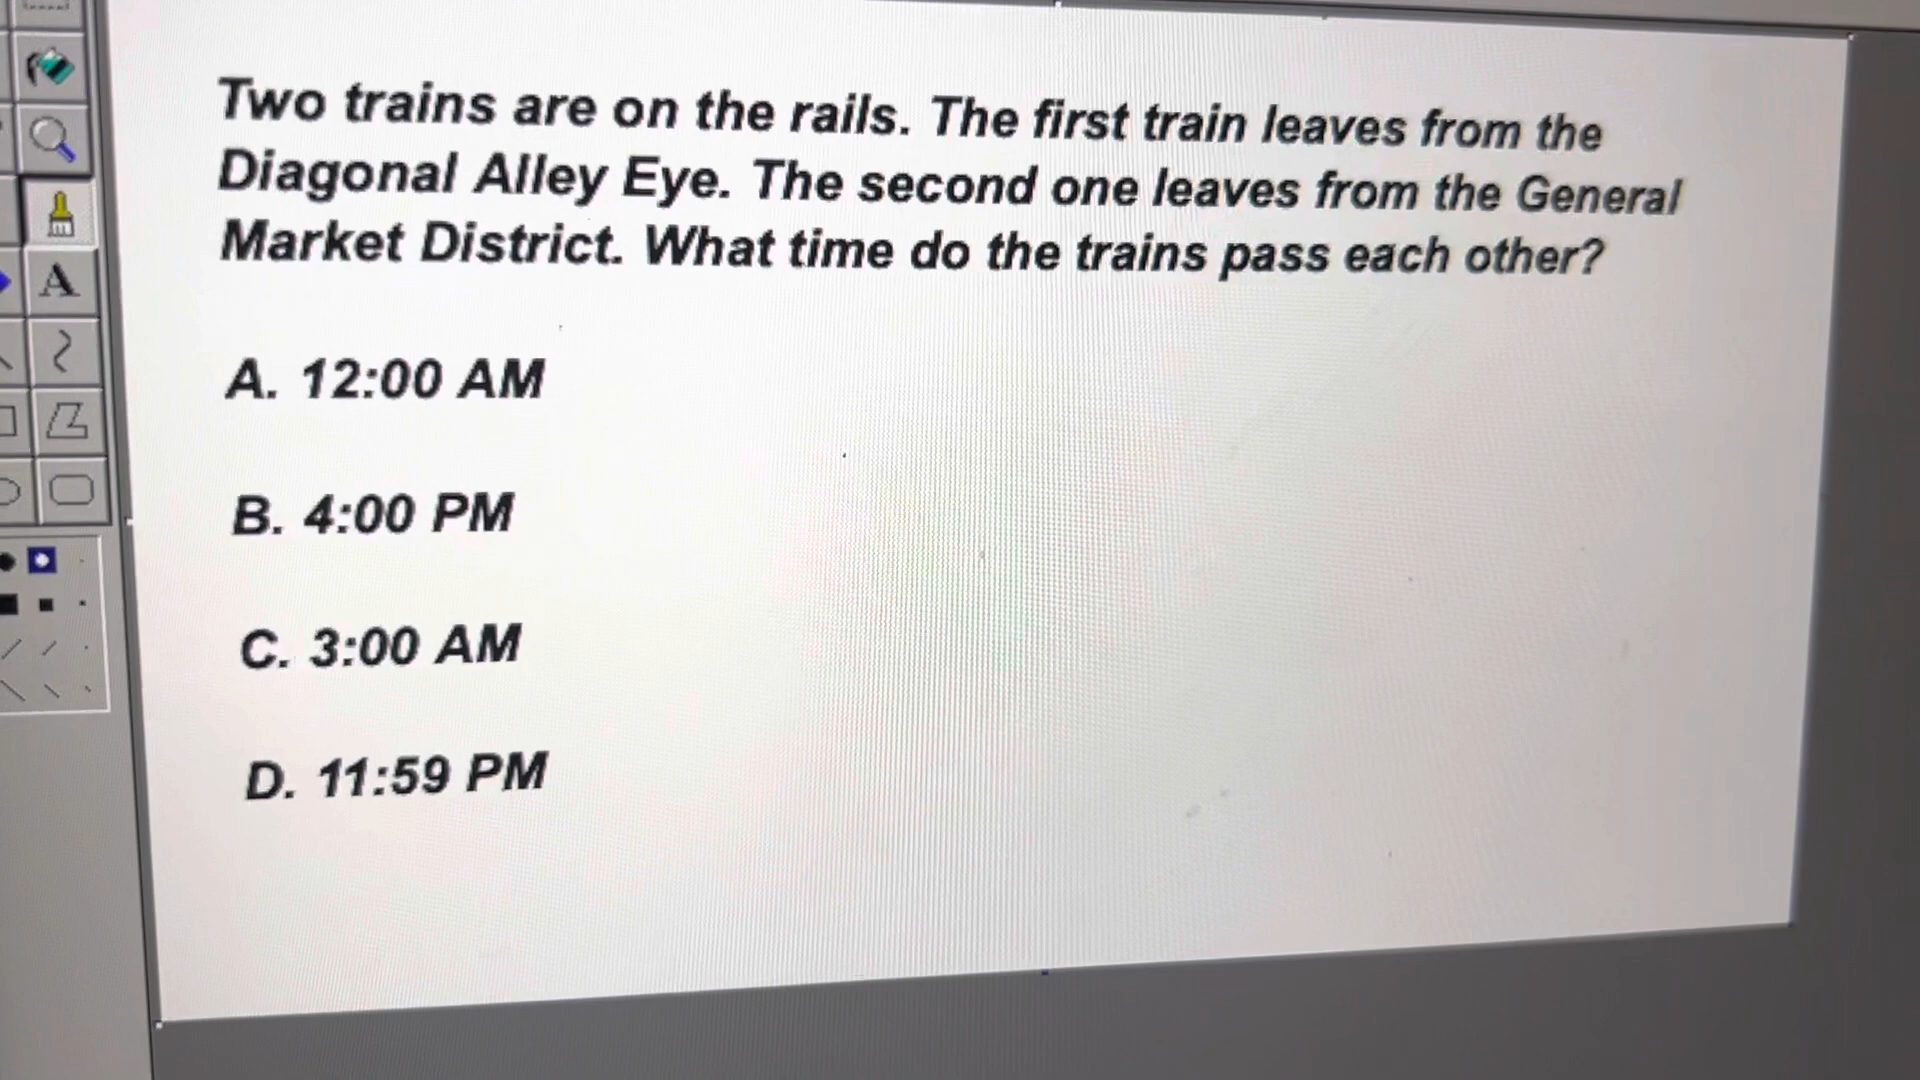 Two trains are on the rails. The first train leaves from the
Diagonal Alley Eye. The second one leaves from the General
Market District. What time do the trains pass each other?
A. 12:00 AM
B. 4:00 PM
C. 3:00 AM
D. 11:59 PM
A